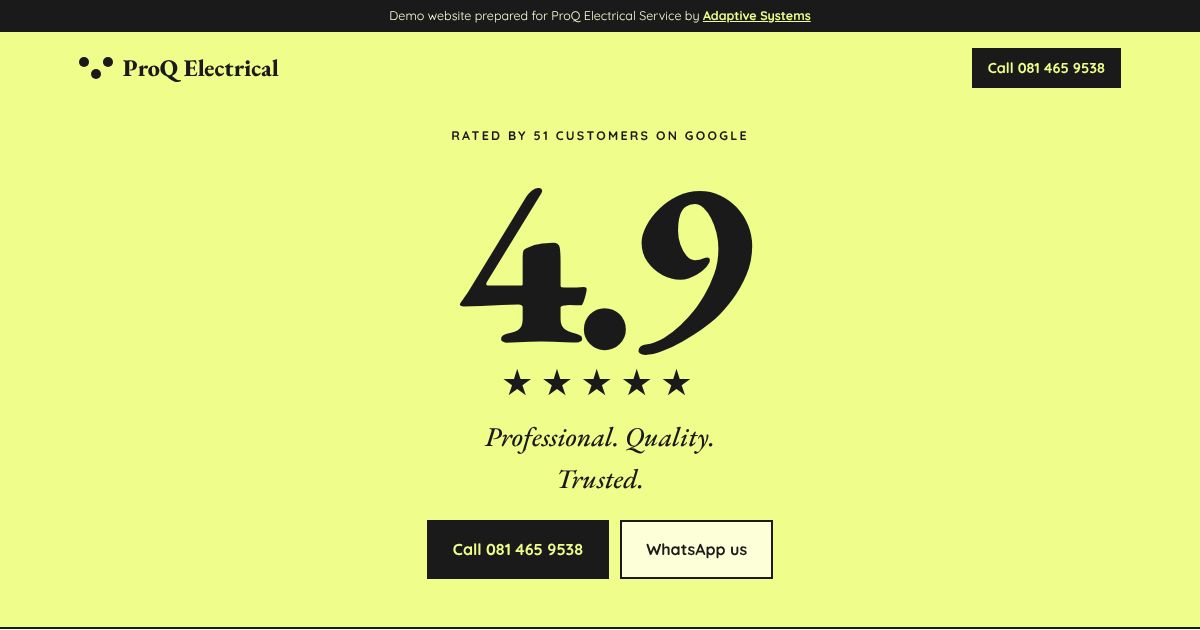 Demo website prepared for ProQ Electrical Service by Adaptive Systems
ProQ Electrical
Call 081 465 9538
RATED BY 51 CUSTOMERS ON GOOGLE
4.9
★★★★★
Professional. Quality.
Trusted.
Call 081 465 9538
WhatsApp us